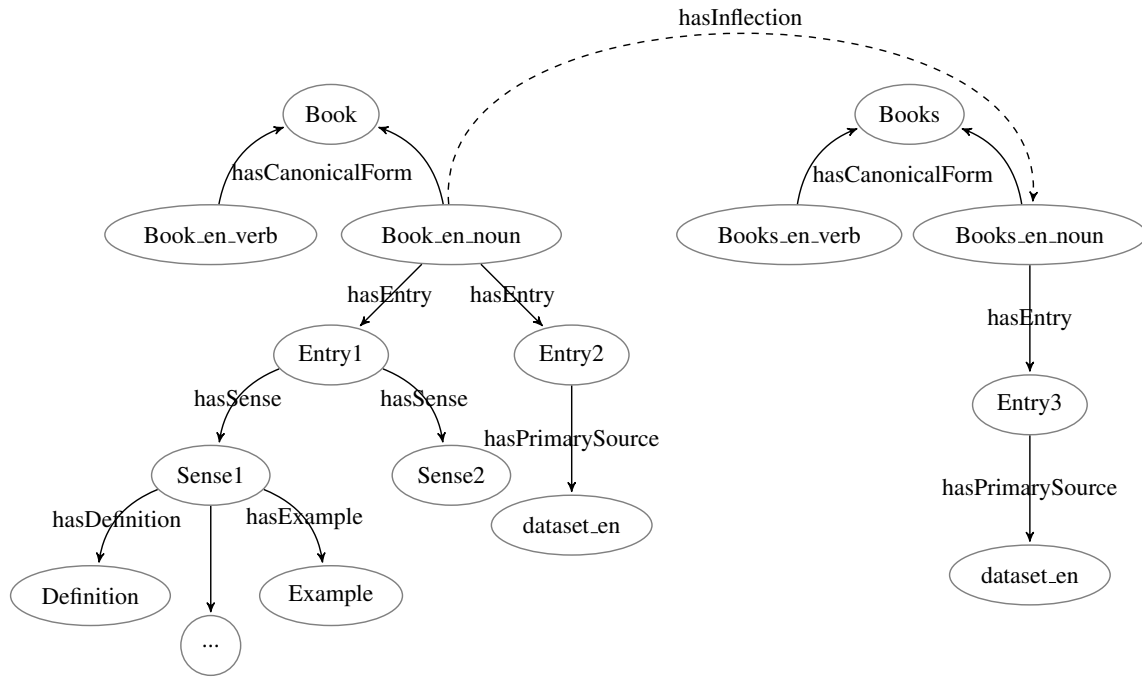 hasInflection
Book
Books
hasCanonicalForm
hasCanonicalForm
Book_en_verb
Book_en_noun
Books_en_verb
Books_en_noun
hasEntry
hasEntry
hasEntry
Entry1
Entry2
Entry3
hasSense
hasSense
hasPrimarySource
Sense1
Sense2
hasPrimarySource
hasDefinition
hasExample
dataset_en
dataset_en
Definition
Example
...